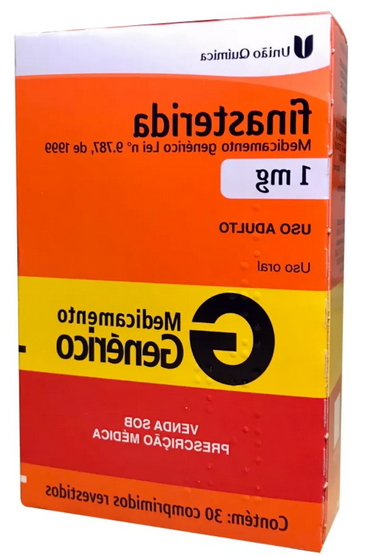 União Química
finasterida
Medicamento genérico Lei nº 9.787, de 1999
1 mg
USO ADULTO
Uso oral
G
Medicamento
Genérico
VENDA SOB
PRESCRIÇÃO MÉDICA
Contém: 30 comprimidos revestidos